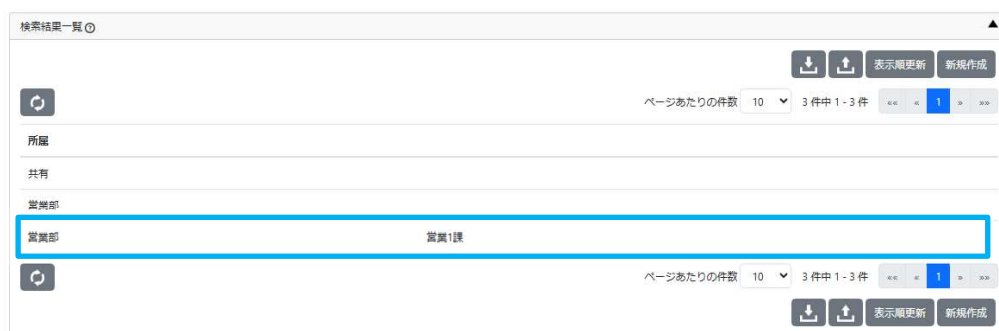 検索結果一覧 ?
表示順更新 新規作成
ページあたりの件数 10 3 件中 1 - 3 件 «« « 1 » »»
所属
共有
営業部
営業部 営業1課
ページあたりの件数 10 3 件中 1 - 3 件 «« « 1 » »»
表示順更新 新規作成